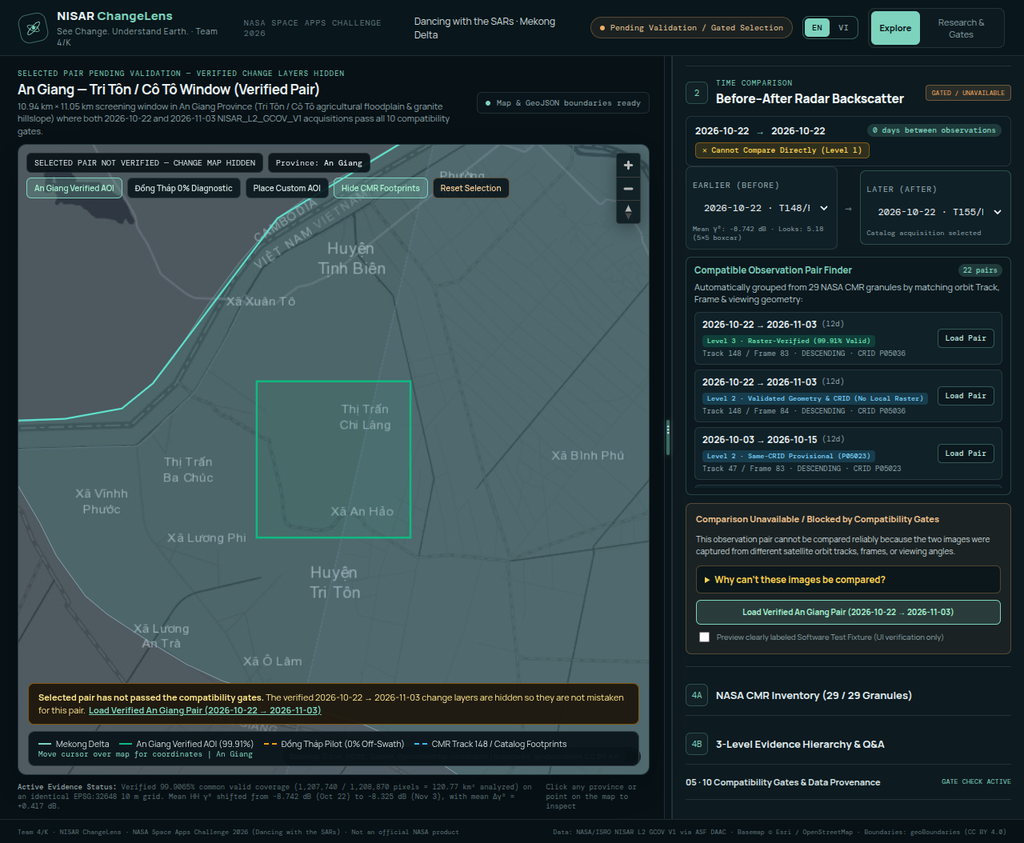 NISAR ChangeLens
See Change. Understand Earth. · Team
4/K
NASA SPACE APPS CHALLENGE
2026
Dancing with the SARs · Mekong
Delta
Pending Validation / Gated Selection
EN
VI
Explore
Research &
Gates
SELECTED PAIR PENDING VALIDATION — VERIFIED CHANGE LAYERS HIDDEN
An Giang — Tri Tôn / Cô Tô Window (Verified Pair)
10.94 km × 11.05 km screening window in An Giang Province (Tri Tôn / Cô Tô agricultural floodplain & granite
hillslope) where both 2026-10-22 and 2026-11-03 NISAR_L2_GCOV_V1 acquisitions pass all 10 compatibility
gates.
Map & GeoJSON boundaries ready
SELECTED PAIR NOT VERIFIED — CHANGE MAP HIDDEN
Province: An Giang
An Giang Verified AOI
Đồng Tháp 0% Diagnostic
Place Custom AOI
Hide CMR Footprints
Reset Selection
Phường
CAMBODIA
VIỆT NAM VIETNAM
Huyện
Tịnh Biên
Xã Xuân Tô
Thị Trấn
Chi Lăng
Xã Bình Phú
Thị Trấn
Ba Chúc
Xã Vĩnhh
Phước
Xã An Hảo
Xã Lương Phi
Huyện
Tri Tôn
Xã Lương
An Trà
Xã Ô Lâm
Selected pair has not passed the compatibility gates. The verified 2026-10-22 → 2026-11-03 change layers are hidden so they are not mistaken
for this pair. Load Verified An Giang Pair (2026-10-22 → 2026-11-03)
GIANG
Mekong Delta
An Giang Verified AOI (99.91%)
Đồng Tháp Pilot (0% Off-Swath)
CMR Track 148 / Catalog Footprints
Move cursor over map for coordinates | An Giang
Active Evidence Status: Verified 99.9065% common valid coverage (1,207,740 / 1,208,870 pixels = 120.77 km² analyzed) on
an identical EPSG:32648 10 m grid. Mean HH γ⁰ shifted from -8.742 dB (Oct 22) to -8.325 dB (Nov 3), with mean Δγ⁰ =
+0.417 dB.
Click any province or
point on the map to
inspect
2
TIME COMPARISON
Before–After Radar Backscatter
GATED / UNAVAILABLE
2026-10-22 → 2026-10-22
0 days between observations
× Cannot Compare Directly (Level 1)
EARLIER (BEFORE)
2026-10-22 · T148/I
Mean γ⁰: -8.742 dB · Looks: 5.18
(5×5 boxcar)
→
LATER (AFTER)
2026-10-22 · T155/I
Catalog acquisition selected
Compatible Observation Pair Finder
22 pairs
Automatically grouped from 29 NASA CMR granules by matching orbit Track,
Frame & viewing geometry:
2026-10-22 → 2026-11-03 (12d)
Level 3 · Raster-Verified (99.91% Valid)
Track 148 / Frame 83 · DESCENDING · CRID P05036
Load Pair
2026-10-22 → 2026-11-03 (12d)
Level 2 · Validated Geometry & CRID (No Local Raster)
Track 148 / Frame 84 · DESCENDING · CRID P05036
Load Pair
2026-10-03 → 2026-10-15 (12d)
Level 2 · Same-CRID Provisional (P05023)
Track 47 / Frame 83 · DESCENDING · CRID P05023
Load Pair
Comparison Unavailable / Blocked by Compatibility Gates
This observation pair cannot be compared reliably because the two images were
captured from different satellite orbit tracks, frames, or viewing angles.
▸ Why can't these images be compared?
Load Verified An Giang Pair (2026-10-22 → 2026-11-03)
Preview clearly labeled Software Test Fixture (UI verification only)
4A
NASA CMR Inventory (29 / 29 Granules)
4B
3-Level Evidence Hierarchy & Q&A
05 · 10 Compatibility Gates & Data Provenance
GATE CHECK ACTIVE
Team 4/K · NISAR ChangeLens · NASA Space Apps Challenge 2026 (Dancing with the SARs) · Not an official NASA product
Data: NASA/ISRO NISAR L2 GCOV V1 via ASF DAAC · Basemap © Esri / OpenStreetMap · Boundaries: geoBoundaries (CC BY 4.0)